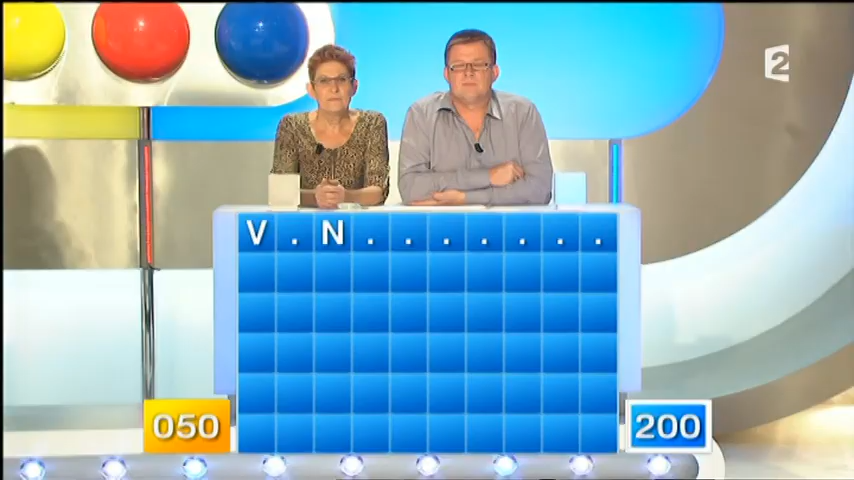 2
V . N . . . . . . .
050
200